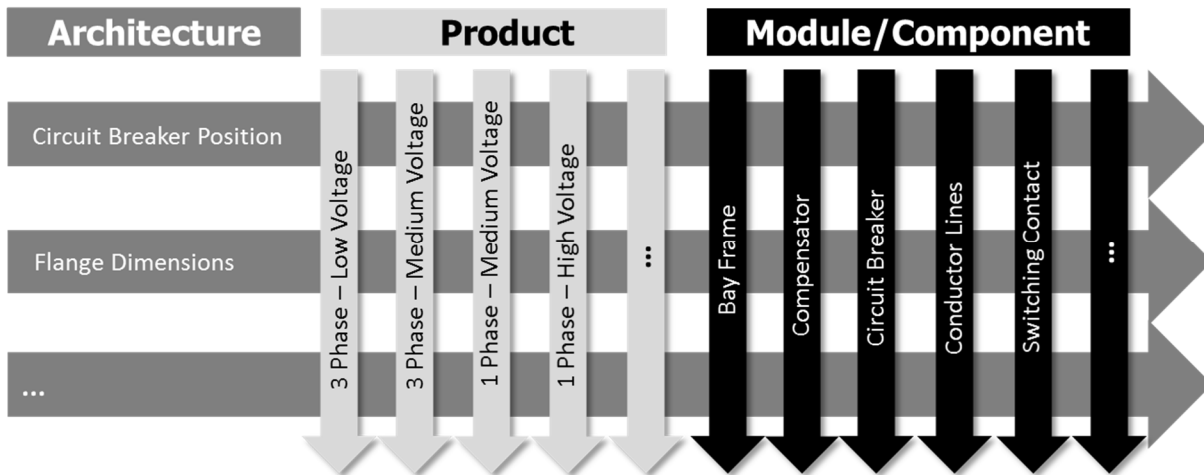 Architecture
Product
Module/Component
Circuit Breaker Position
Flange Dimensions
...
3 Phase – Low Voltage
3 Phase – Medium Voltage
1 Phase – Medium Voltage
1 Phase – High Voltage
...
Bay Frame
Compensator
Circuit Breaker
Conductor Lines
Switching Contact
...